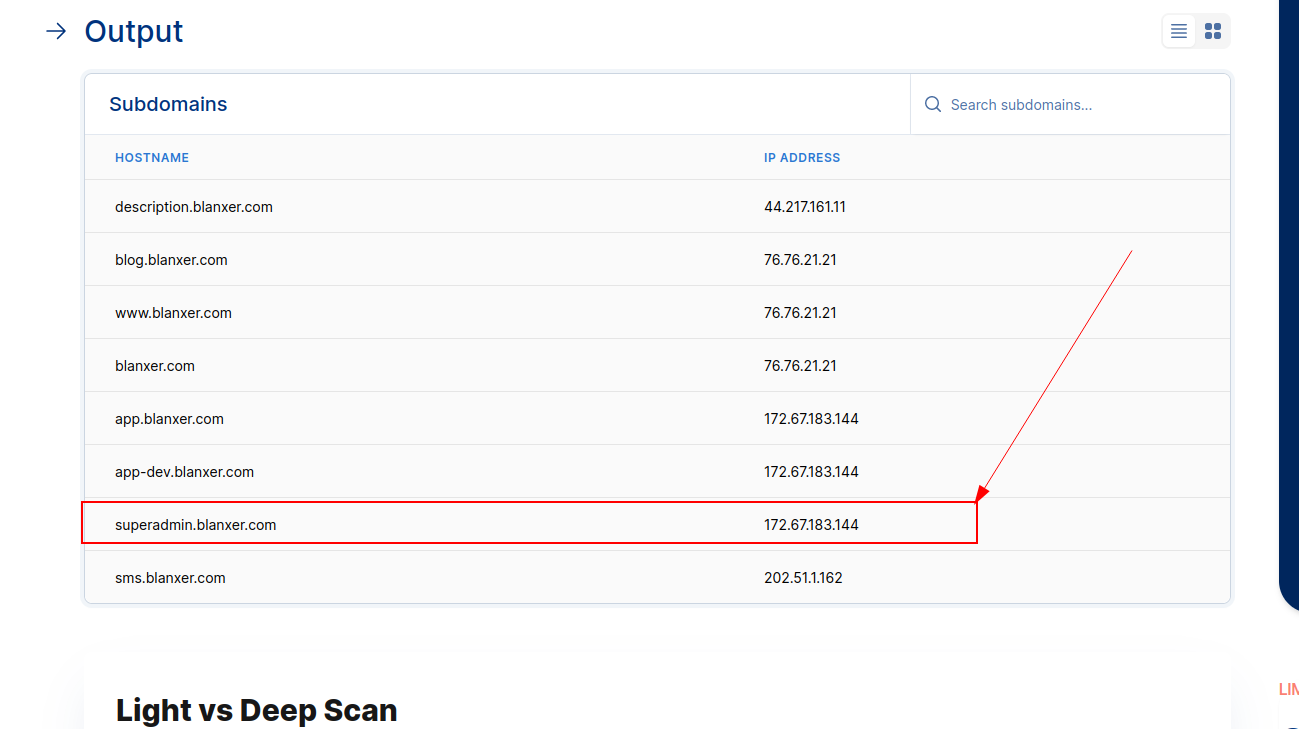 Output
Subdomains
Search subdomains...
HOSTNAME IP ADDRESS
description.blanxer.com 44.217.161.11
blog.blanxer.com 76.76.21.21
www.blanxer.com 76.76.21.21
blanxer.com 76.76.21.21
app.blanxer.com 172.67.183.144
app-dev.blanxer.com 172.67.183.144
superadmin.blanxer.com 172.67.183.144
sms.blanxer.com 202.51.1.162
Light vs Deep Scan